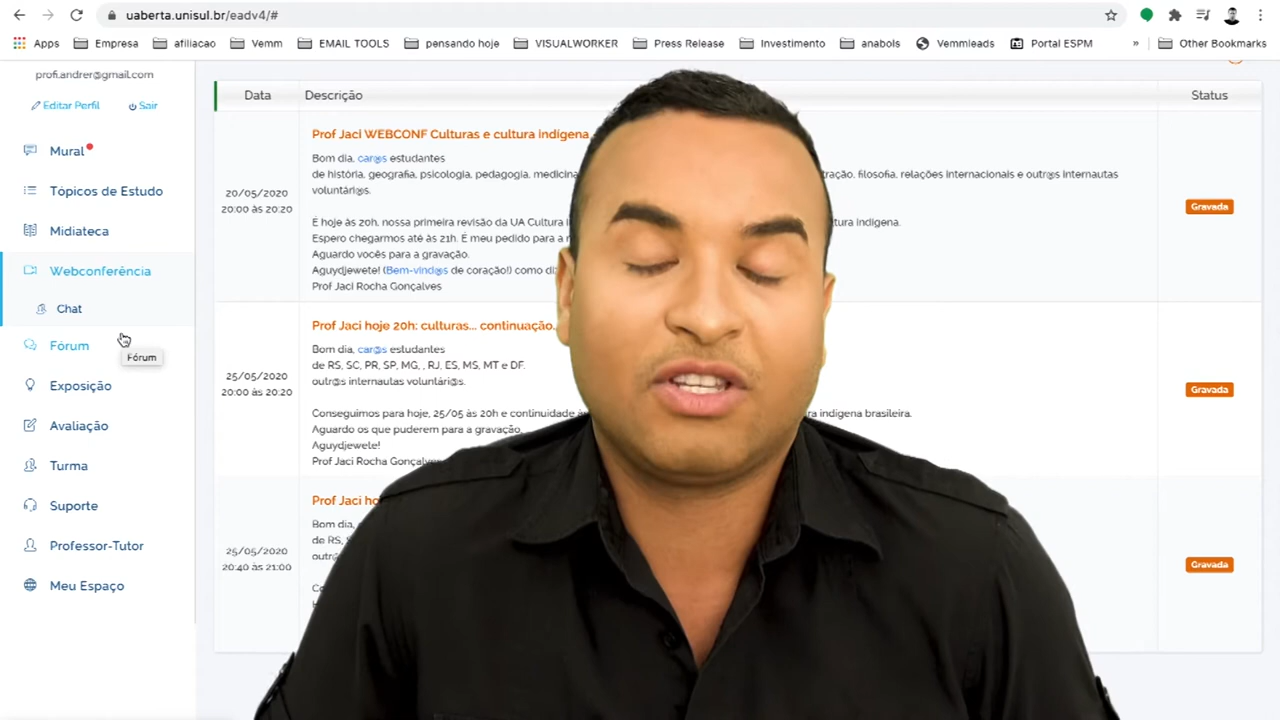 uaberta.unisul.br/eadv4/#
Apps Empresa afiliacao Vemm EMAIL TOOLS pensando hoje VISUALWORKER Press Release Investimento anabols Vemmleads Portal ESPM » Other Bookmarks
profi.andrer@gmail.com
Editar Perfil Sair
Mural
Tópicos de Estudo
Midiateca
Webconferência
Chat
Fórum
Fórum
Exposição
Avaliação
Turma
Suporte
Professor-Tutor
Meu Espaço
Data Descrição Status
20/05/2020
20:00 às 20:20
Prof Jaci WEBCONF Culturas e cultura indígena
Bom dia, car@s estudantes
de história, geografia, psicologia, pedagogia, filosofia, relações internacionais e outr@s internautas
voluntári@s.
É hoje às 20h, nossa primeira revisão da UA Cultura indígena.
Espero chegarmos até às 21h. É meu pedido para a
Aguardo vocês para a gravação.
Aguydjewete! (Bem-vind@s de coração!) como
Prof Jaci Rocha Gonçalves
Gravada
25/05/2020
20:00 às 20:20
Prof Jaci hoje 20h: culturas... continuação.
Bom dia, car@s estudantes
de RS, SC, PR, SP, MG, , RJ, ES, MS, MT e DF.
outr@s internautas voluntári@s.
Conseguimos para hoje, 25/05 às 20h e continuidade indígena brasileira.
Aguardo os que puderem para a gravação.
Aguydjewete!
Prof Jaci Rocha
Gravada
25/05/2020
20:40 às 21:00
Prof Jaci
Bom dia,
de RS,
Gravada